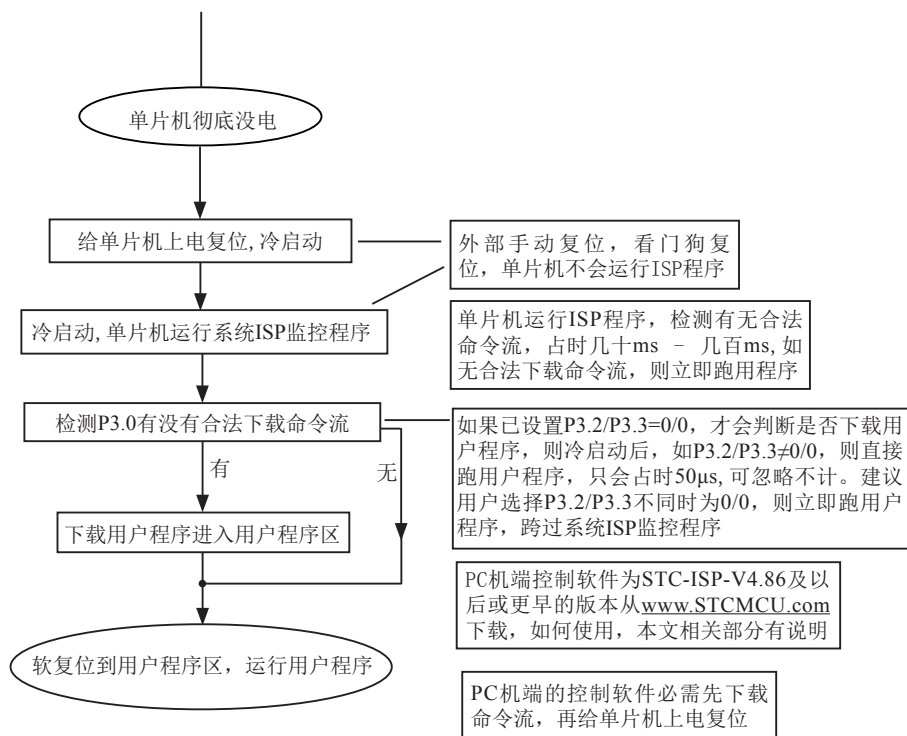 单片机彻底没电
给单片机上电复位,冷启动
外部手动复位，看门狗复
位，单片机不会运行ISP程序
冷启动,单片机运行系统ISP监控程序
单片机运行ISP程序，检测有无合法
命令流，占时几十ms － 几百ms,如
无合法下载命令流，则立即跑用程序
检测P3.0有没有合法下载命令流
如果已设置P3.2/P3.3=0/0，才会判断是否下载用
户程序，则冷启动后，如P3.2/P3.3≠0/0，则直接
跑用户程序，只会占时50μs,可忽略不计。建议
用户选择P3.2/P3.3不同时为0/0，则立即跑用户
程序，跨过系统ISP监控程序
有
无
下载用户程序进入用户程序区
PC机端控制软件为STC-ISP-V4.86及以
后或更早的版本从www.STCMCU.com
下载，如何使用，本文相关部分有说明
软复位到用户程序区，运行用户程序
PC机端的控制软件必需先下载
命令流，再给单片机上电复位